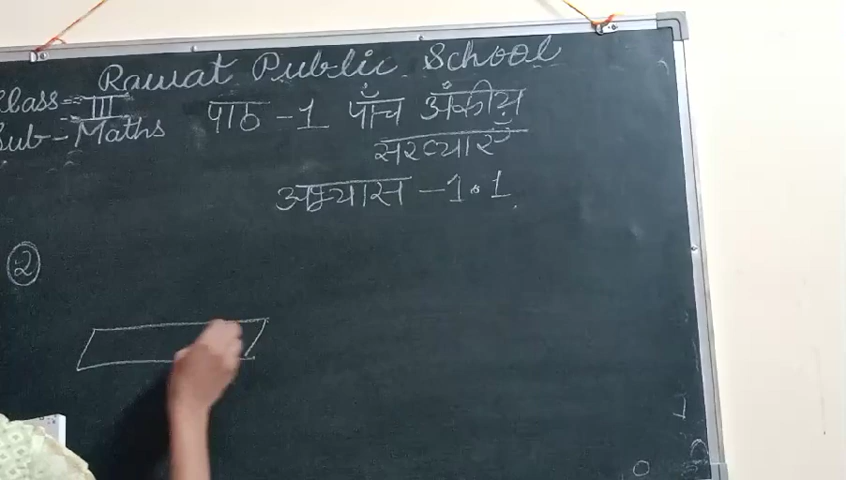 Rawat Public School
Class - III
Sub - Maths
पाठ - 1 पाँच अंकीय
संख्याएँ
अभ्यास - 1.1
2